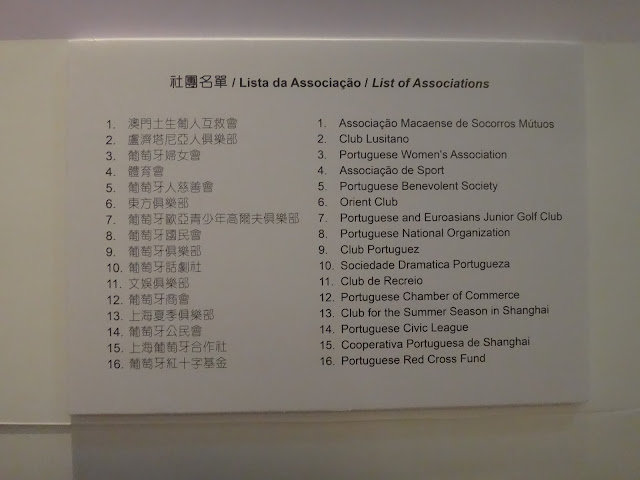 社團名單 / Lista da Associação / List of Associations
1. 澳門土生葡人互救會
2. 盧濟塔尼亞人俱樂部
3. 葡萄牙婦女會
4. 體育會
5. 葡萄牙人慈善會
6. 東方俱樂部
7. 葡萄牙歐亞青少年高爾夫俱樂部
8. 葡萄牙國民會
9. 葡萄牙俱樂部
10. 葡萄牙話劇社
11. 文娛俱樂部
12. 葡萄牙商會
13. 上海夏季俱樂部
14. 葡萄牙公民會
15. 上海葡萄牙合作社
16. 葡萄牙紅十字基金
1. Associação Macaense de Socorros Mútuos
2. Club Lusitano
3. Portuguese Women's Association
4. Associação de Sport
5. Portuguese Benevolent Society
6. Orient Club
7. Portuguese and Euroasians Junior Golf Club
8. Portuguese National Organization
9. Club Portuguez
10. Sociedade Dramatica Portugueza
11. Club de Recreio
12. Portuguese Chamber of Commerce
13. Club for the Summer Season in Shanghai
14. Portuguese Civic League
15. Cooperativa Portuguesa de Shanghai
16. Portuguese Red Cross Fund